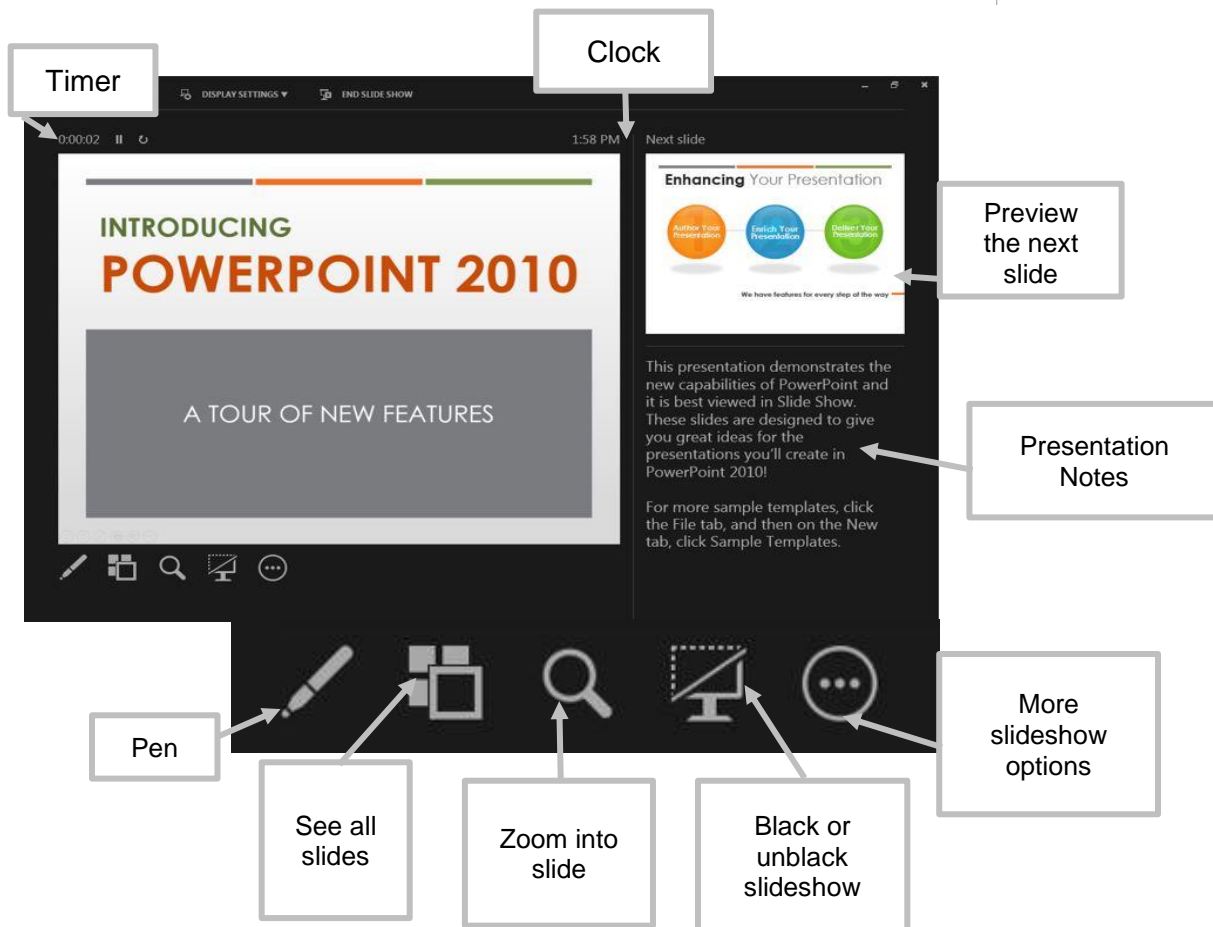 Timer
Clock
DISPLAY SETTINGS ▼ END SLIDE SHOW
0:00:02
1:58 PM
Next slide
INTRODUCING
POWERPOINT 2010
A TOUR OF NEW FEATURES
Enhancing Your Presentation
1 2 3
Author Your
Presentation
Enrich Your
Presentation
Deliver Your
Presentation
We have features for every step of the way
Preview
the next
slide
This presentation demonstrates the
new capabilities of PowerPoint and
it is best viewed in Slide Show.
These slides are designed to give
you great ideas for the
presentations you'll create in
PowerPoint 2010!
For more sample templates, click
the File tab, and then on the New
tab, click Sample Templates.
Presentation
Notes
Pen
See all
slides
Zoom into
slide
Black or
unblack
slideshow
More
slideshow
options